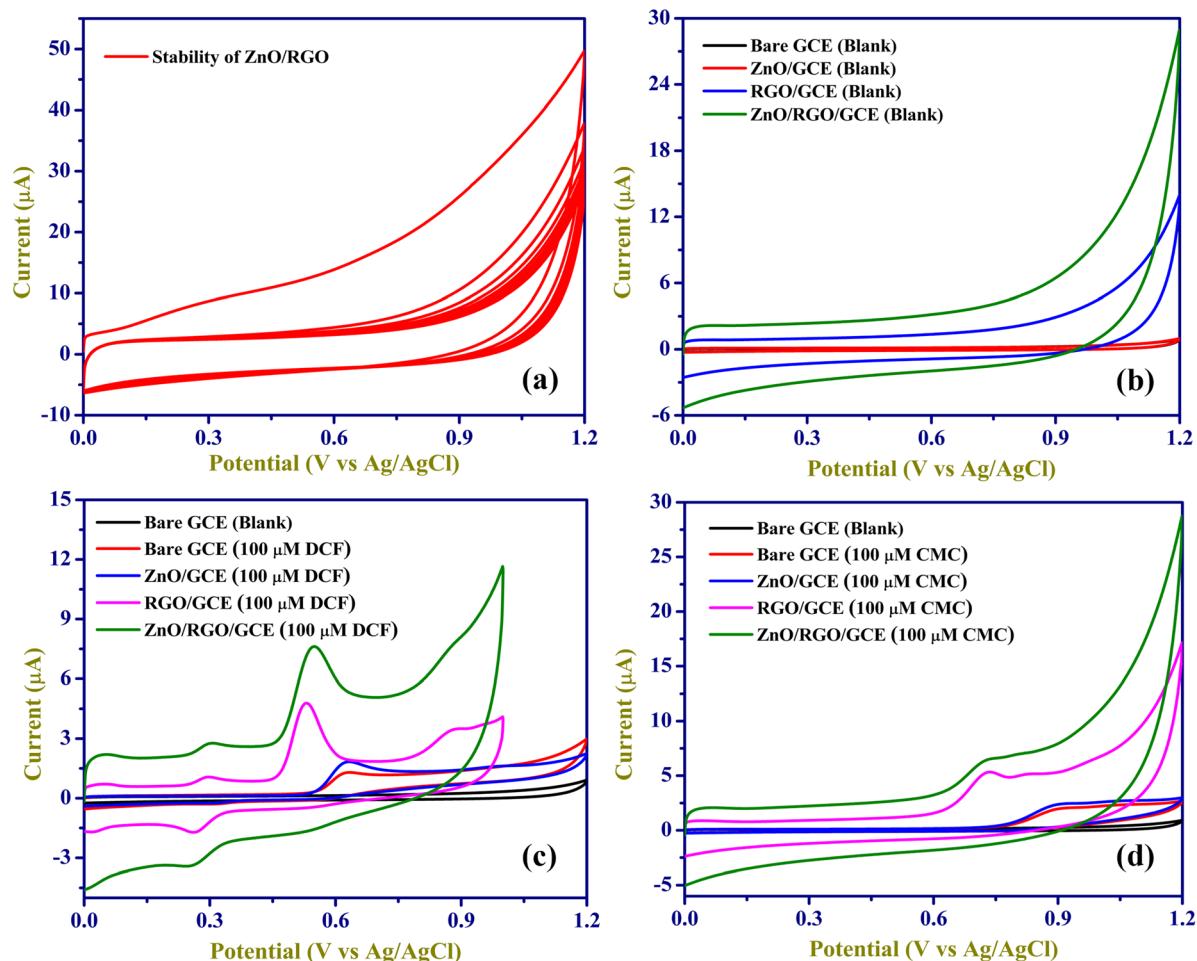 Stability of ZnO/RGO
50
40
30
20
10
0
-10
Current (μA)
0.0 0.3 0.6 0.9 1.2
Potential (V vs Ag/AgCl)
(a)
Bare GCE (Blank)
ZnO/GCE (Blank)
RGO/GCE (Blank)
ZnO/RGO/GCE (Blank)
30
24
18
12
6
0
-6
Current (μA)
0.0 0.3 0.6 0.9 1.2
Potential (V vs Ag/AgCl)
(b)
Bare GCE (Blank)
Bare GCE (100 μM DCF)
ZnO/GCE (100 μM DCF)
RGO/GCE (100 μM DCF)
ZnO/RGO/GCE (100 μM DCF)
15
12
9
6
3
0
-3
Current (μA)
0.0 0.3 0.6 0.9 1.2
Potential (V vs Ag/AgCl)
(c)
Bare GCE (Blank)
Bare GCE (100 μM CMC)
ZnO/GCE (100 μM CMC)
RGO/GCE (100 μM CMC)
ZnO/RGO/GCE (100 μM CMC)
30
25
20
15
10
5
0
-5
Current (μA)
0.0 0.3 0.6 0.9 1.2
Potential (V vs Ag/AgCl)
(d)